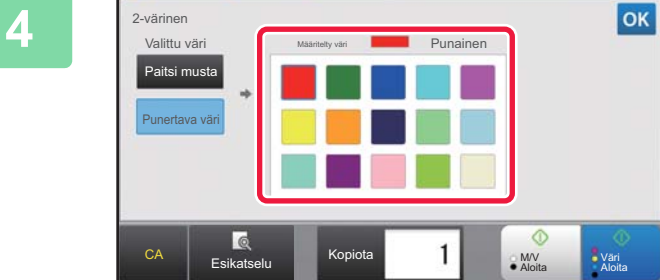 4
2-värinen
OK
Valittu väri
Määritelty väri
Punainen
Paitsi musta
Punertava väri
CA
Esikatselu
Kopiota
1
M/V
Aloita
Väri
Aloita